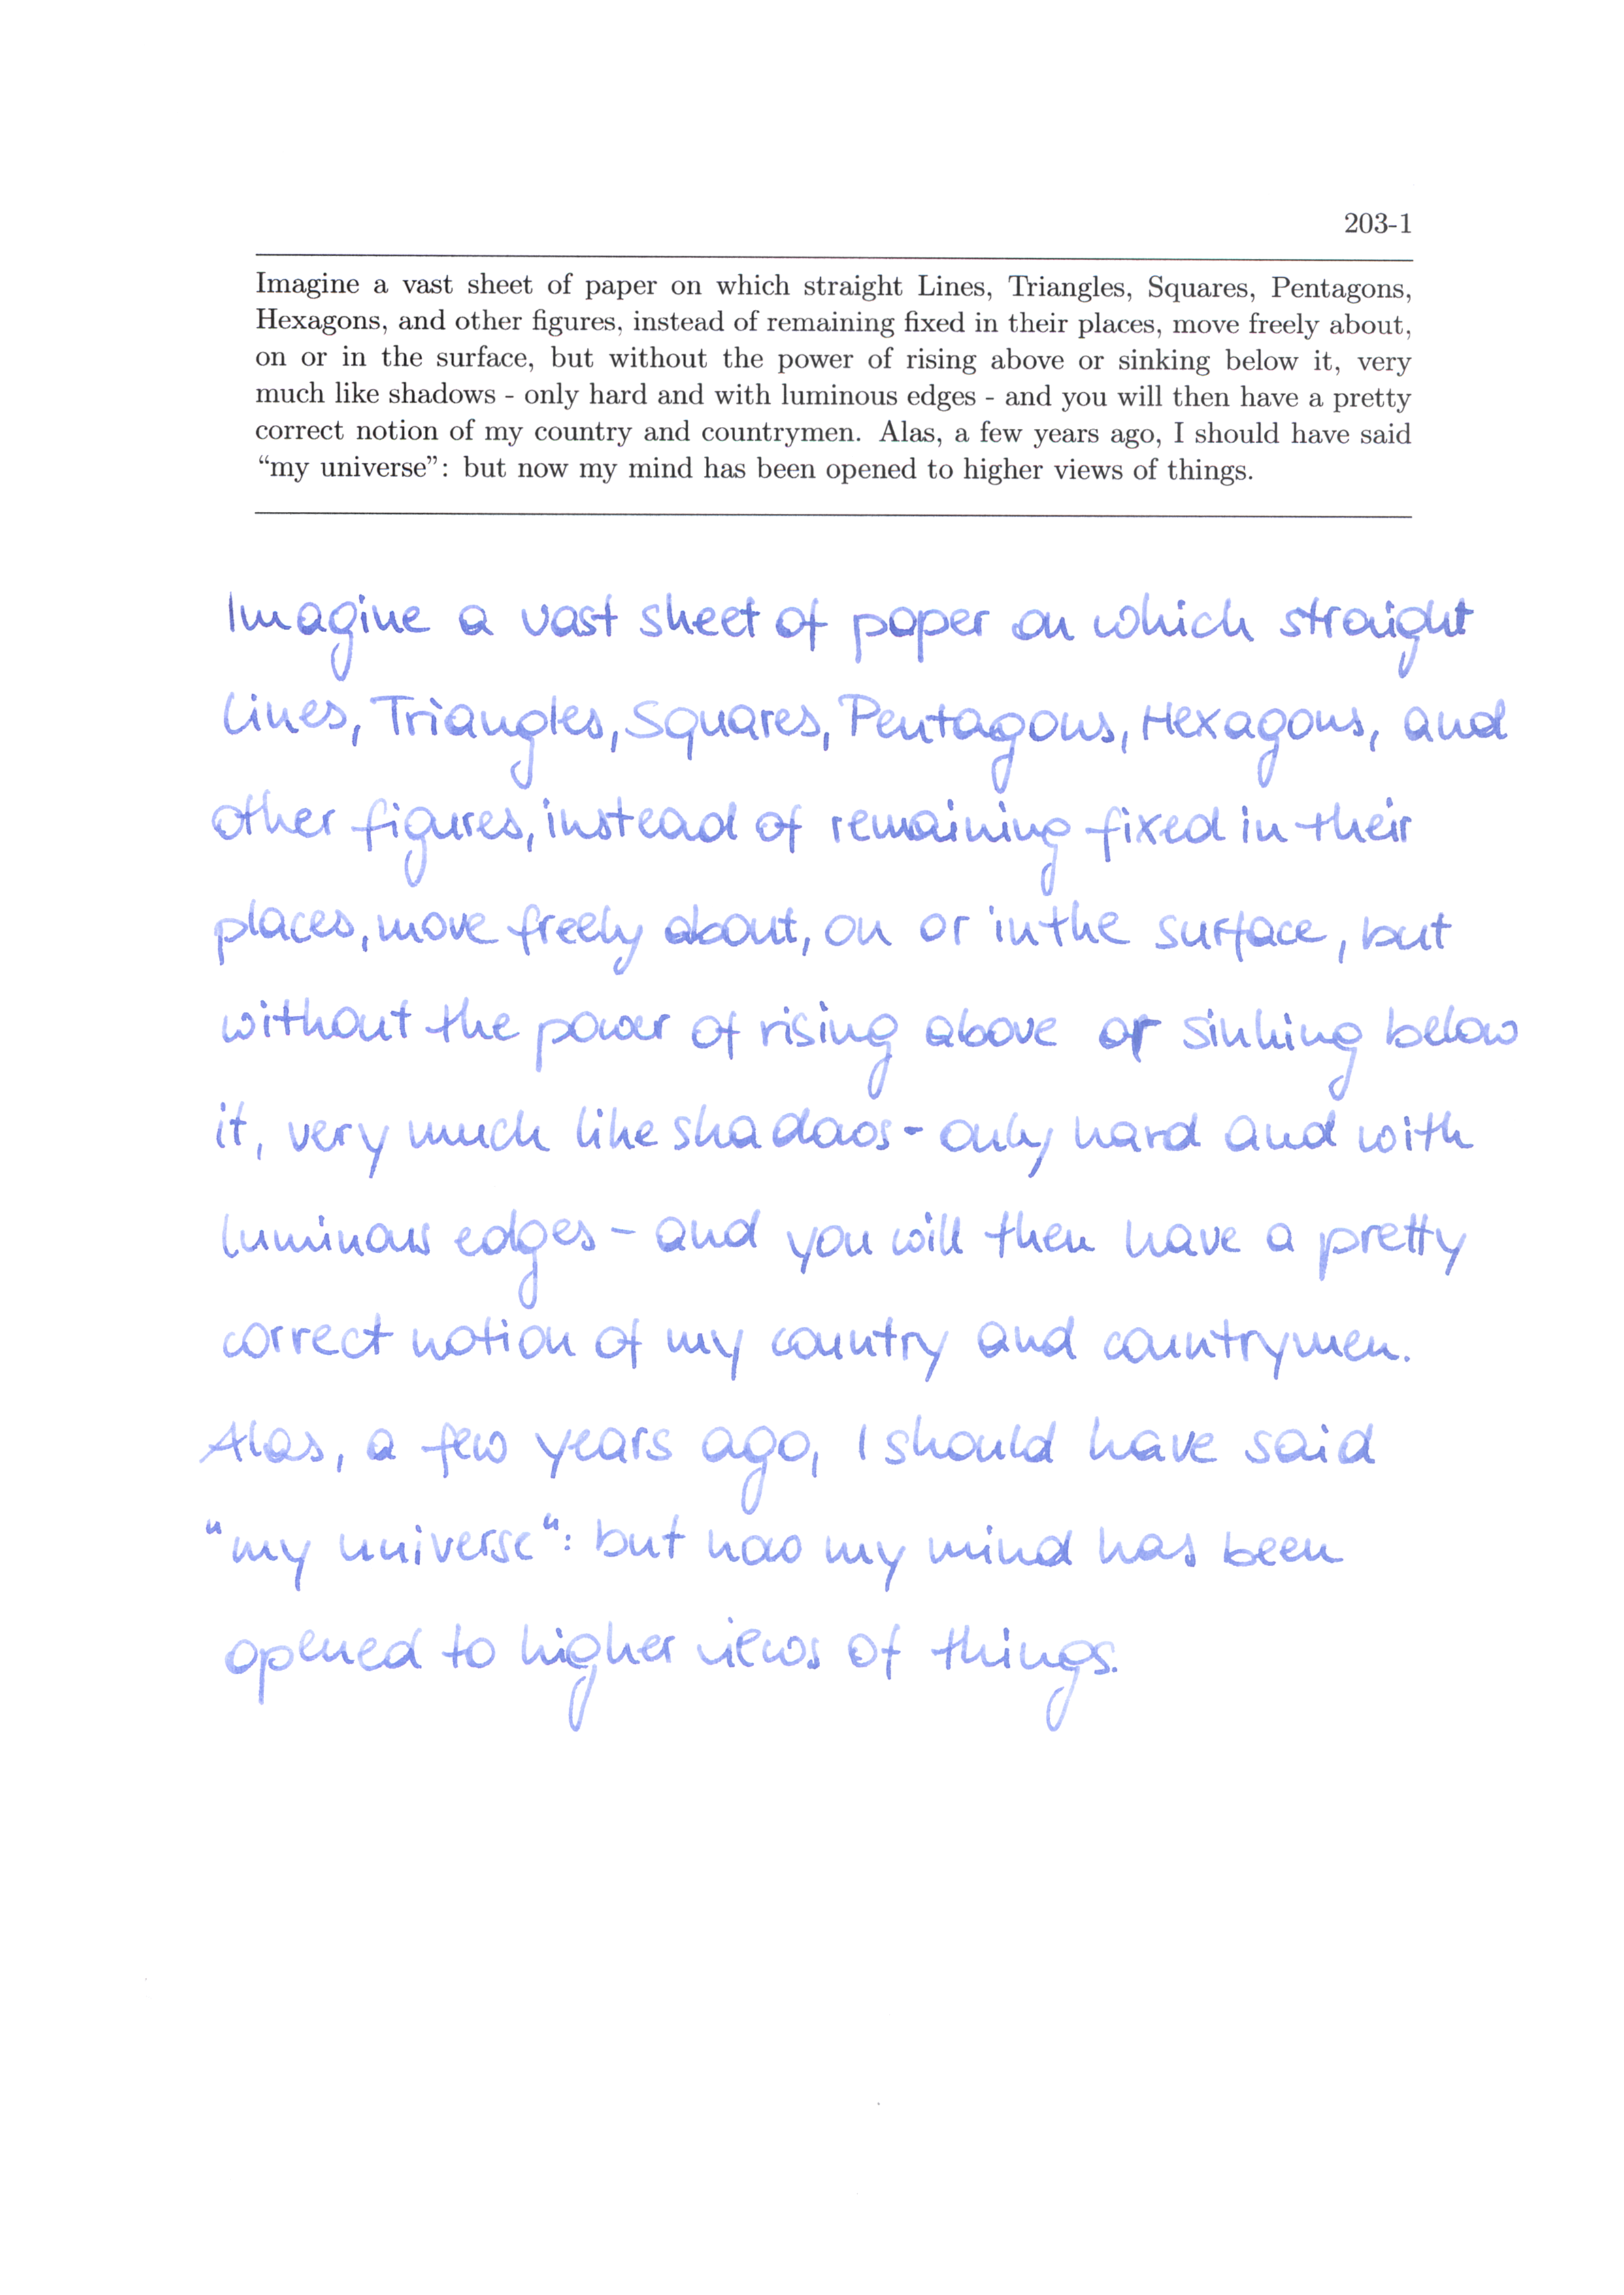 203-1
Imagine a vast sheet of paper on which straight Lines, Triangles, Squares, Pentagons,
Hexagons, and other figures, instead of remaining fixed in their places, move freely about,
on or in the surface, but without the power of rising above or sinking below it, very
much like shadows - only hard and with luminous edges - and you will then have a pretty
correct notion of my country and countrymen. Alas, a few years ago, I should have said
“my universe”: but now my mind has been opened to higher views of things.
Imagine a vast sheet of paper on which straight
Lines, Triangles, Squares, Pentagons, Hexagons, and
other figures, instead of remaining fixed in their
places, move freely about, on or in the surface, but
without the power of rising above or sinking below
it, very much like shadows - only hard and with
luminous edges - and you will then have a pretty
correct notion of my country and countrymen.
Alas, a few years ago, I should have said
“my universe“: but now my mind has been
opened to higher views of things.